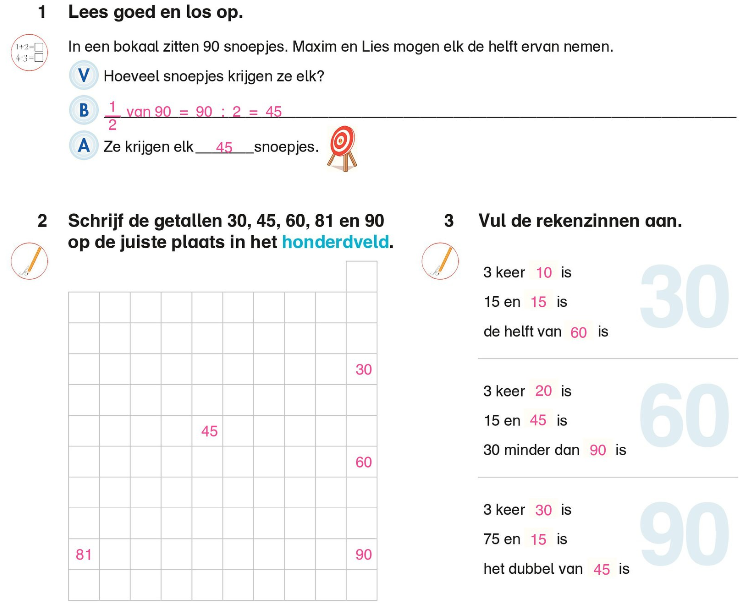 1 Lees goed en los op.
1+2=
4·3=
In een bokaal zitten 90 snoepjes. Maxim en Lies mogen elk de helft ervan nemen.
V Hoeveel snoepjes krijgen ze elk?
B 1/2 van 90 = 90 : 2 = 45
A Ze krijgen elk 45 snoepjes.
2 Schrijf de getallen 30, 45, 60, 81 en 90
op de juiste plaats in het honderdveld.
30
45
60
81 90
3 Vul de rekenzinnen aan.
3 keer 10 is
15 en 15 is
de helft van 60 is
30
3 keer 20 is
15 en 45 is
30 minder dan 90 is
60
3 keer 30 is
75 en 15 is
het dubbel van 45 is
90